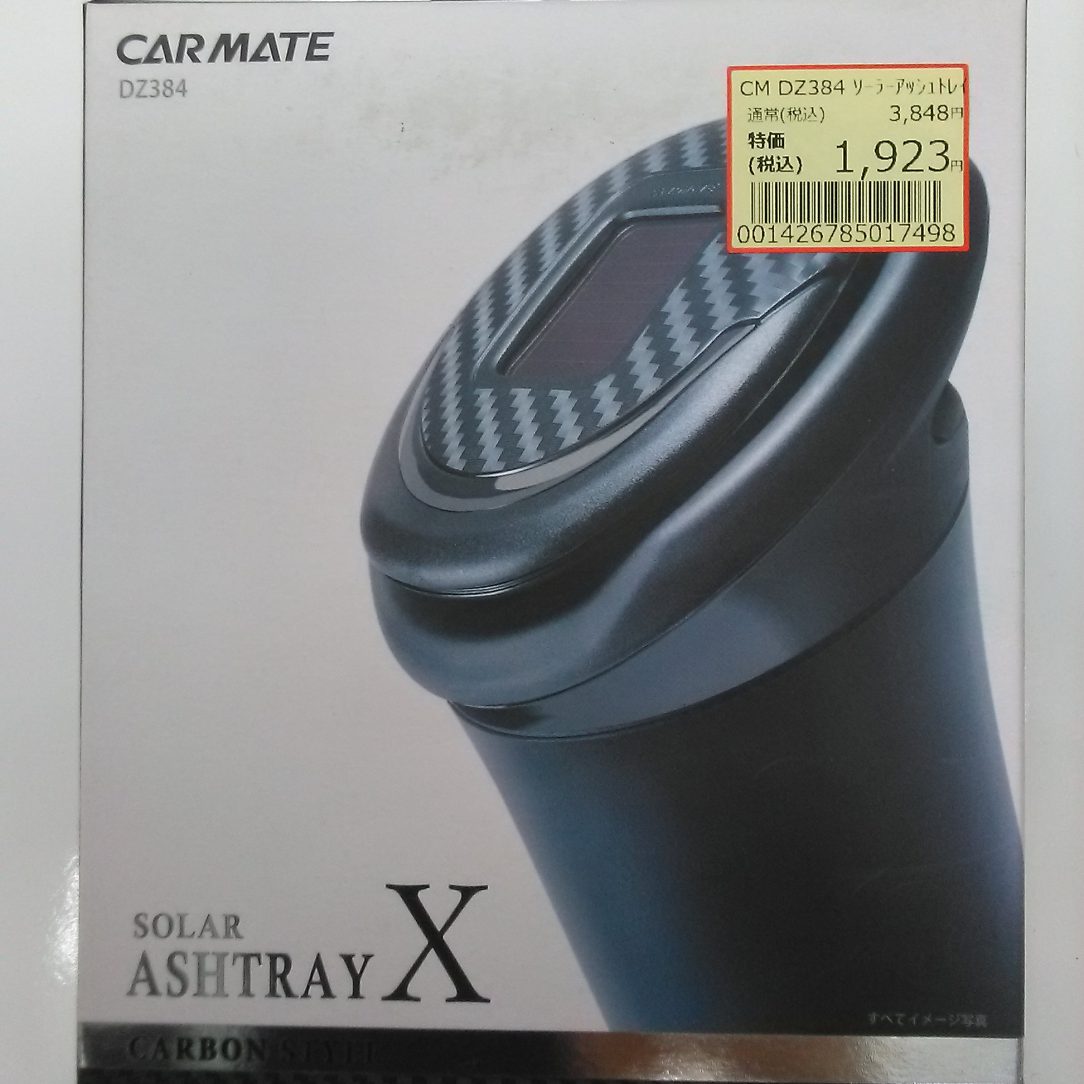 CARMATE
DZ384
CM DZ384 ソーラーアッシュトレイ
通常(税込) 3,848円
特価
(税込) 1,923円
001426785017498
SOLAR
ASHTRAY X
すべてイメージ写真
CARBON STYLE